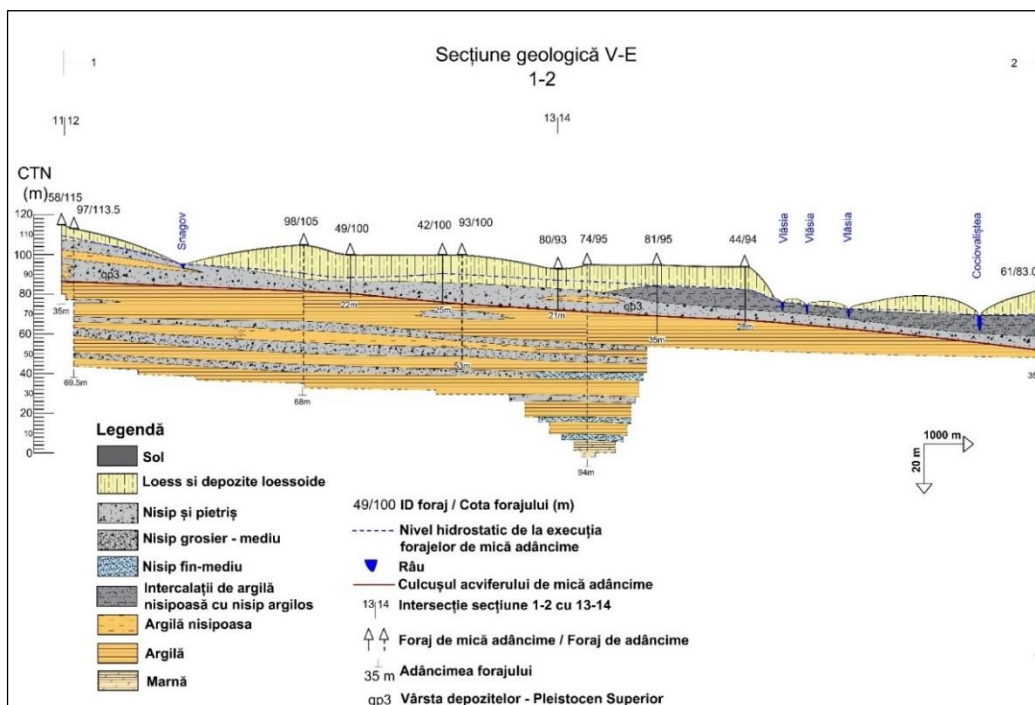 Secțiune geologică V-E
1-2
1
2
11 12
13 14
CTN
(m)
58/115
97/113.5
98/105
49/100
42/100
93/100
80/93
74/95
81/95
44/94
61/83.0
Snagov
Vlăsia
Vlăsia
Vlăsia
Cociovaliștea
120
110
100
90
80
70
60
50
40
30
20
10
0
qp3
qp3
35m
69.5m
68m
22m
25m
53m
21m
94m
35m
28m
35
1000 m
20 m
Legendă
Sol
Loess si depozite loessoide
Nisip și pietriș
Nisip grosier - mediu
Nisip fin-mediu
Intercalații de argilă
nisipoasă cu nisip argilos
Argilă nisipoasa
Argilă
Marnă
49/100 ID foraj / Cota forajului (m)
Nivel hidrostatic de la execuția
forajelor de mică adâncime
Râu
Culcușul acviferului de mică adâncime
13 14 Intersecție secțiune 1-2 cu 13-14
Foraj de mică adâncime / Foraj de adâncime
35 m Adâncimea forajului
qp3 Vârsta depozitelor - Pleistocen Superior